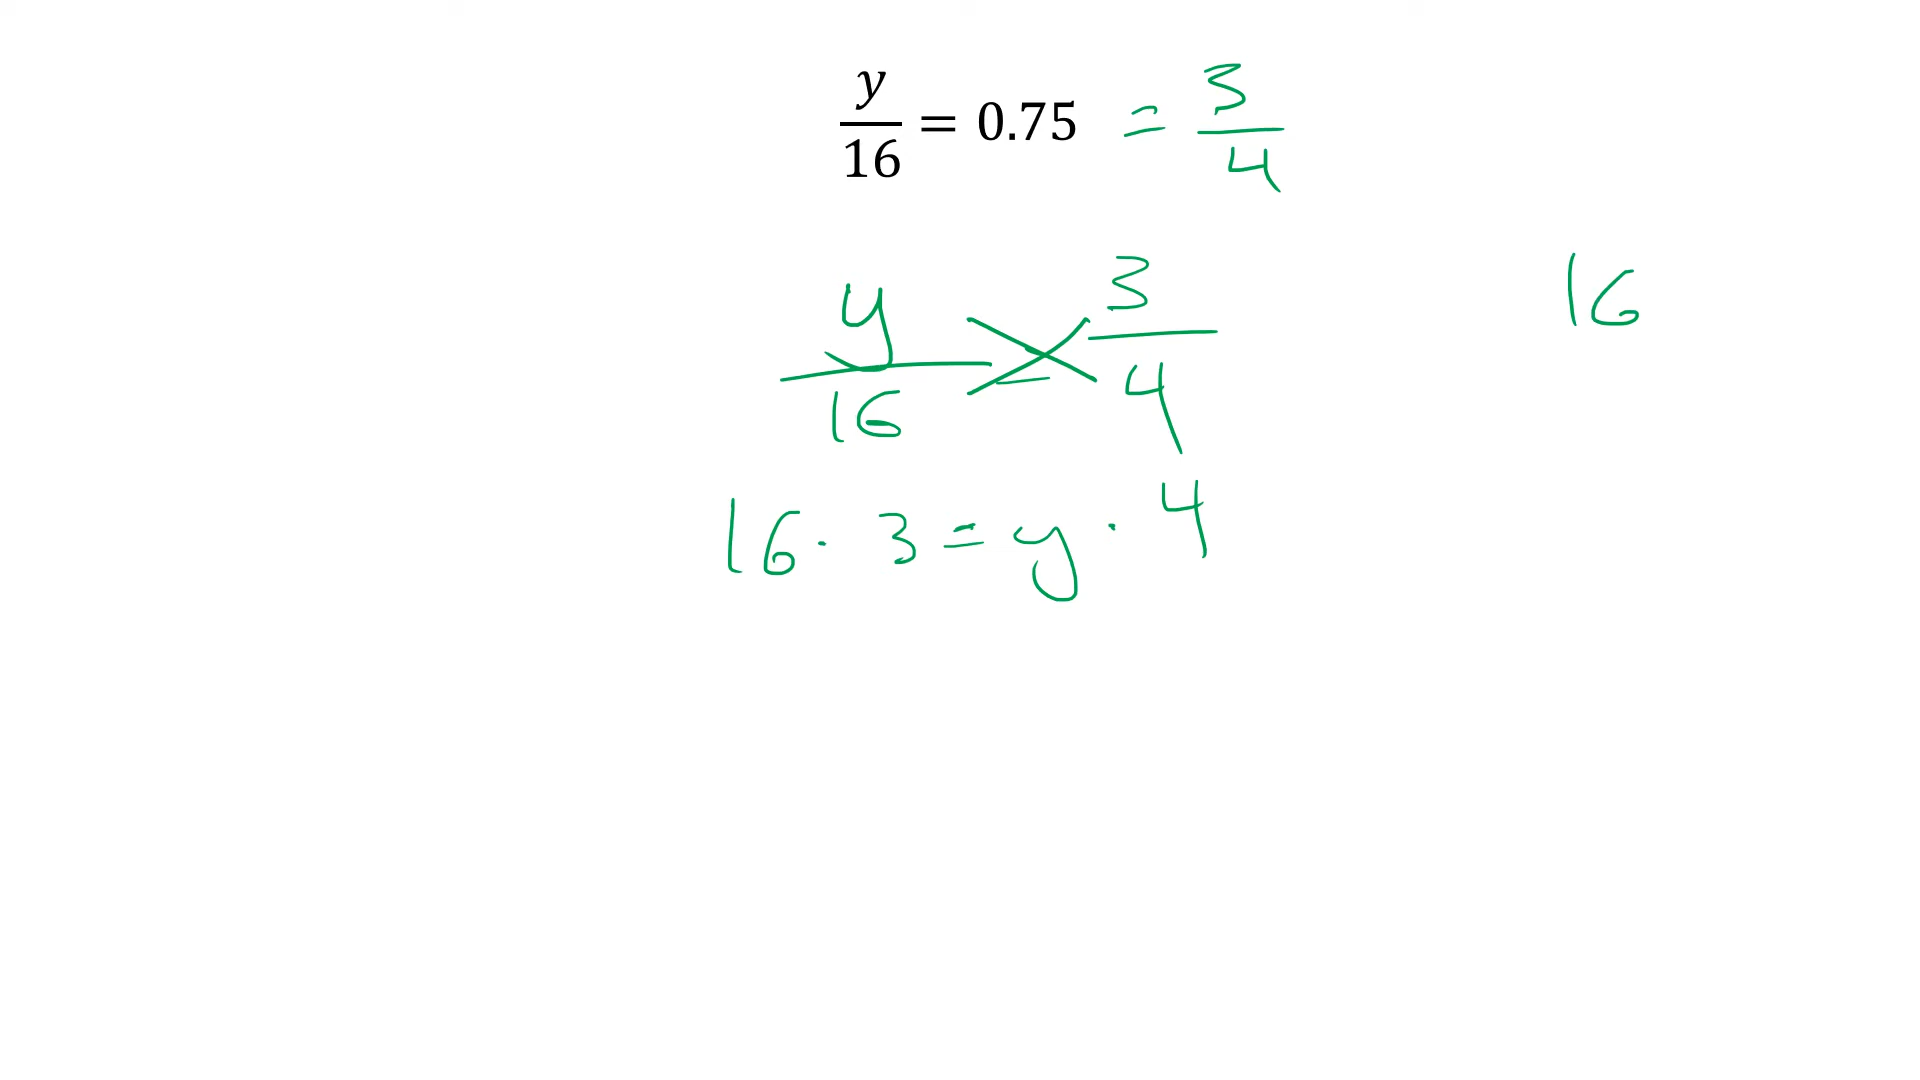 y/16 = 0.75 = 3/4
y/16 = 3/4
16
16 · 3 = y · 4